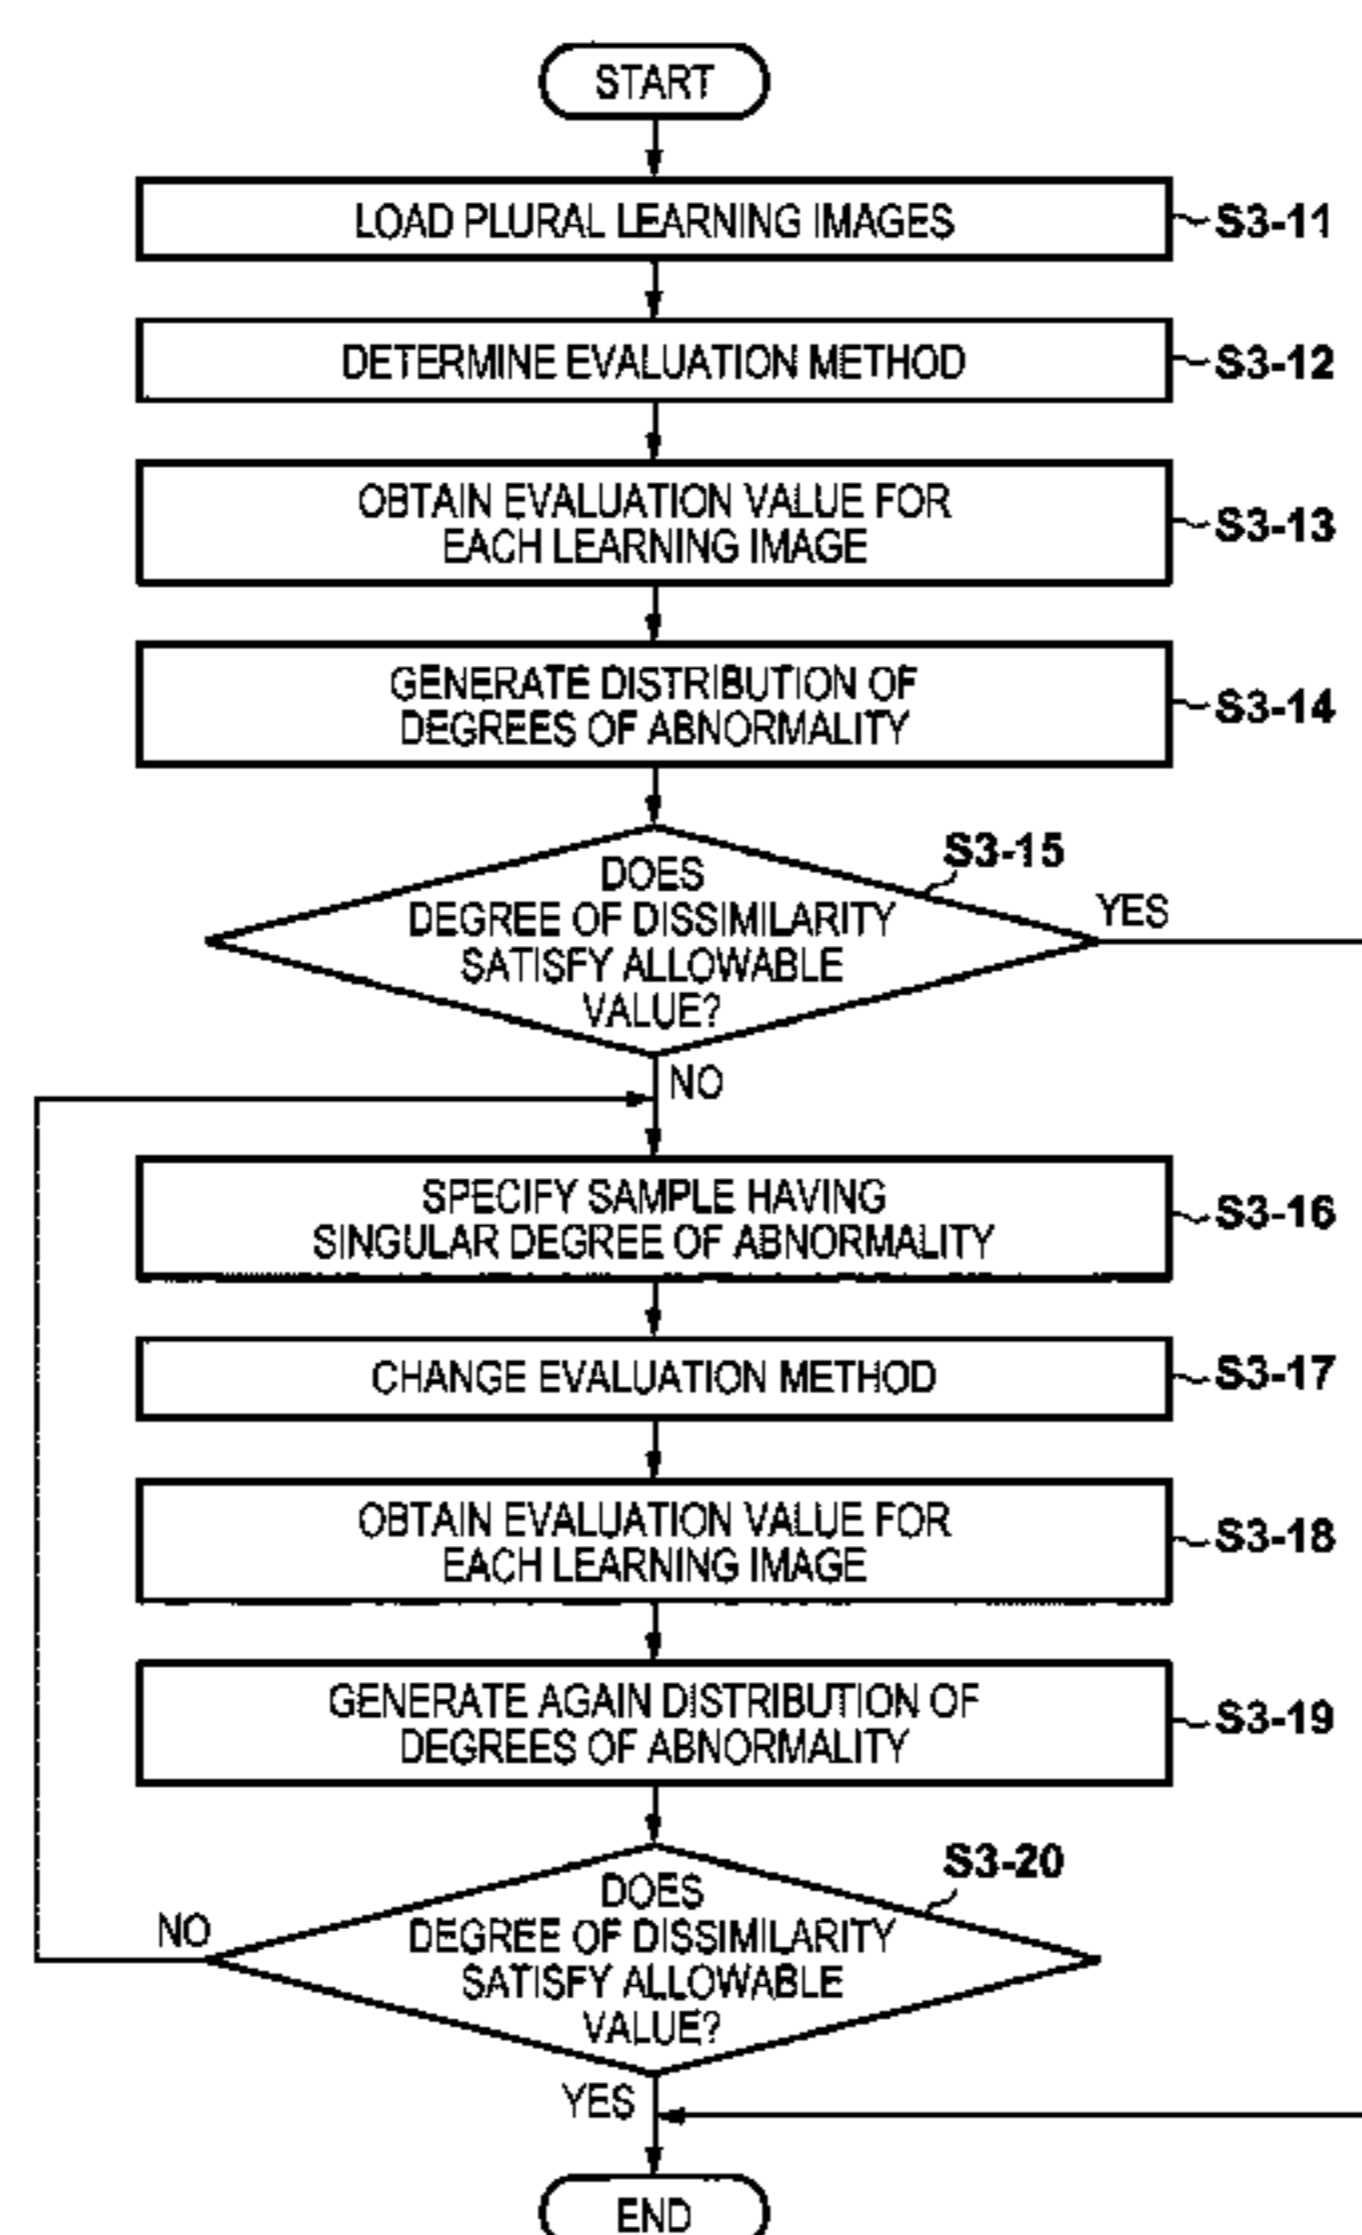 START
LOAD PLURAL LEARNING IMAGES
S3-11
DETERMINE EVALUATION METHOD
S3-12
OBTAIN EVALUATION VALUE FOR
EACH LEARNING IMAGE
S3-13
GENERATE DISTRIBUTION OF
DEGREES OF ABNORMALITY
S3-14
S3-15
DOES
DEGREE OF DISSIMILARITY
SATISFY ALLOWABLE
VALUE?
YES
NO
SPECIFY SAMPLE HAVING
SINGULAR DEGREE OF ABNORMALITY
S3-16
CHANGE EVALUATION METHOD
S3-17
OBTAIN EVALUATION VALUE FOR
EACH LEARNING IMAGE
S3-18
GENERATE AGAIN DISTRIBUTION OF
DEGREES OF ABNORMALITY
S3-19
S3-20
DOES
DEGREE OF DISSIMILARITY
SATISFY ALLOWABLE
VALUE?
NO
YES
END